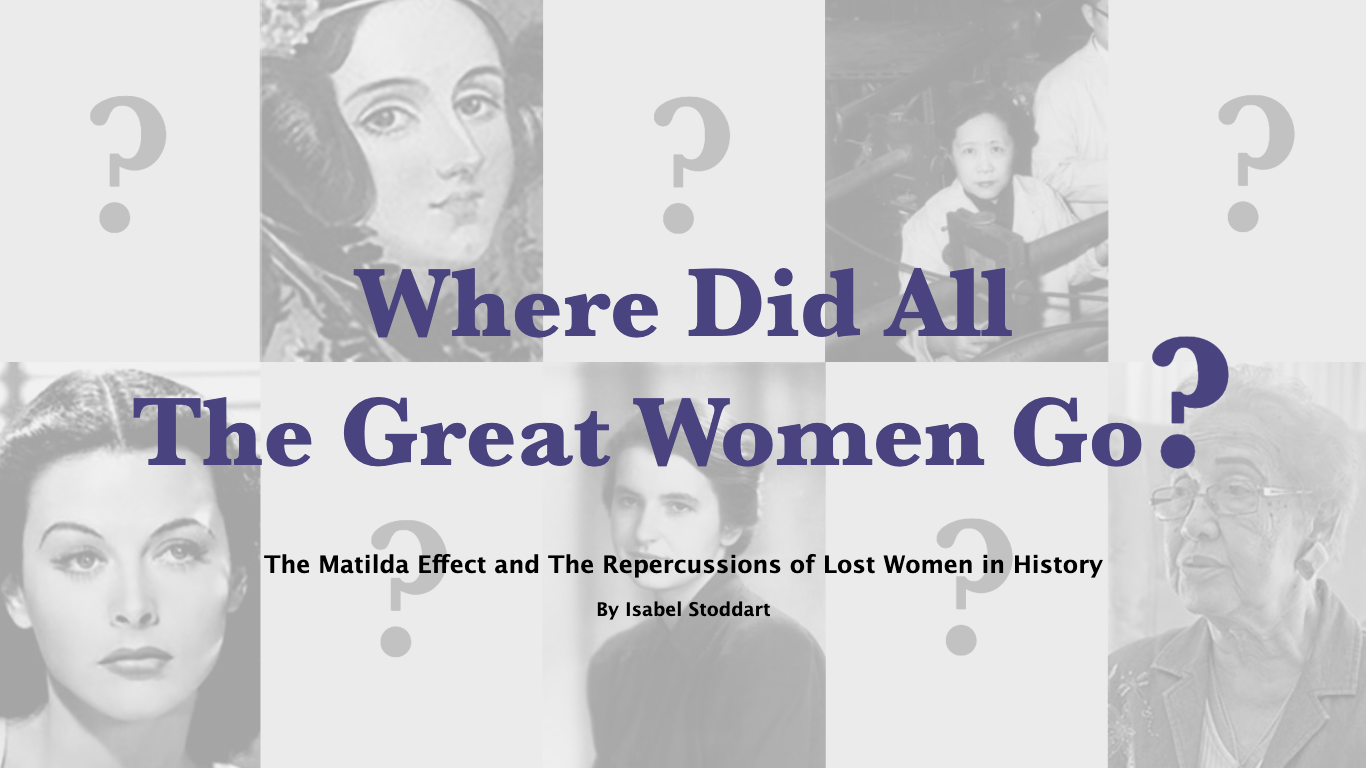 ? ? ?
Where Did All
The Great Women Go?
? ?
The Matilda Effect and The Repercussions of Lost Women in History
By Isabel Stoddart